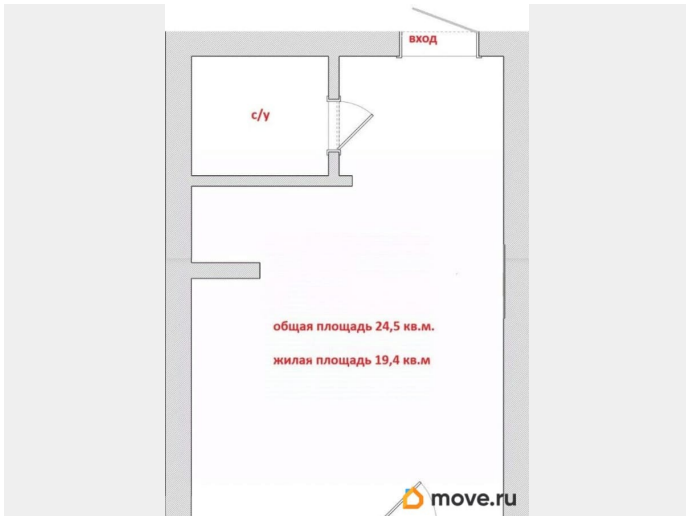 вход
с/у
общая площадь 24,5 кв.м.
жилая площадь 19,4 кв.м
move.ru